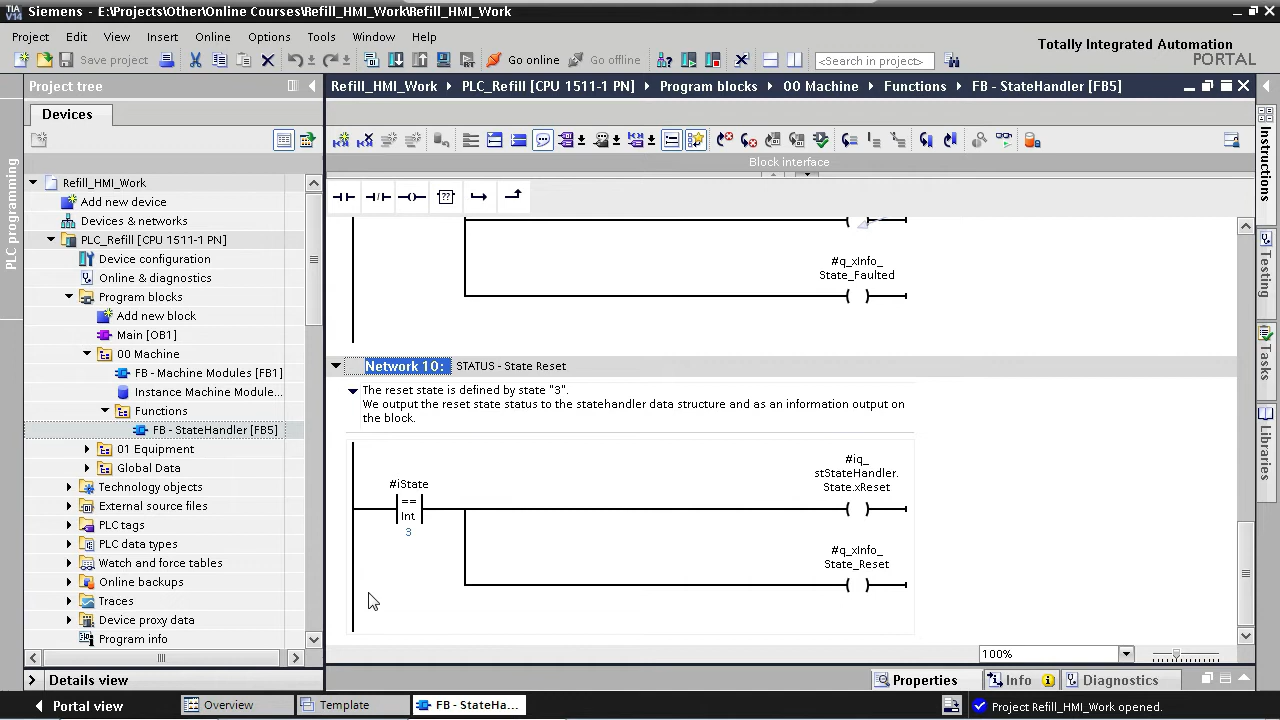 TIA
V14
Siemens - E:\Projects\Other\Online Courses\Refill_HMI_Work\Refill_HMI_Work
Project Edit View Insert Online Options Tools Window Help
Totally Integrated Automation
PORTAL
Save project
Go online
Go offline
<Search in project>
Project tree
Refill_HMI_Work
PLC_Refill [CPU 1511-1 PN]
Program blocks
00 Machine
Functions
FB - StateHandler [FB5]
Devices
Block interface
PLC programming
Refill_HMI_Work
Add new device
Devices & networks
PLC_Refill [CPU 1511-1 PN]
Device configuration
Online & diagnostics
Program blocks
Add new block
Main [OB1]
00 Machine
FB - Machine Modules [FB1]
Instance Machine Module...
Functions
FB - StateHandler [FB5]
01 Equipment
Global Data
Technology objects
External source files
PLC tags
PLC data types
Watch and force tables
Online backups
Traces
Device proxy data
Program info
??
#q_xInfo_
State_Faulted
Network 10:
STATUS - State Reset
The reset state is defined by state "3".
We output the reset state status to the statehandler data structure and as an information output on
the block.
#iState
==
Int
3
#iq_
stStateHandler.
State.xReset
#q_xInfo_
State_Reset
Instructions
Testing
Tasks
Libraries
100%
Details view
Properties
Info
Diagnostics
Portal view
Overview
Template
FB - StateHa...
Project Refill_HMI_Work opened.